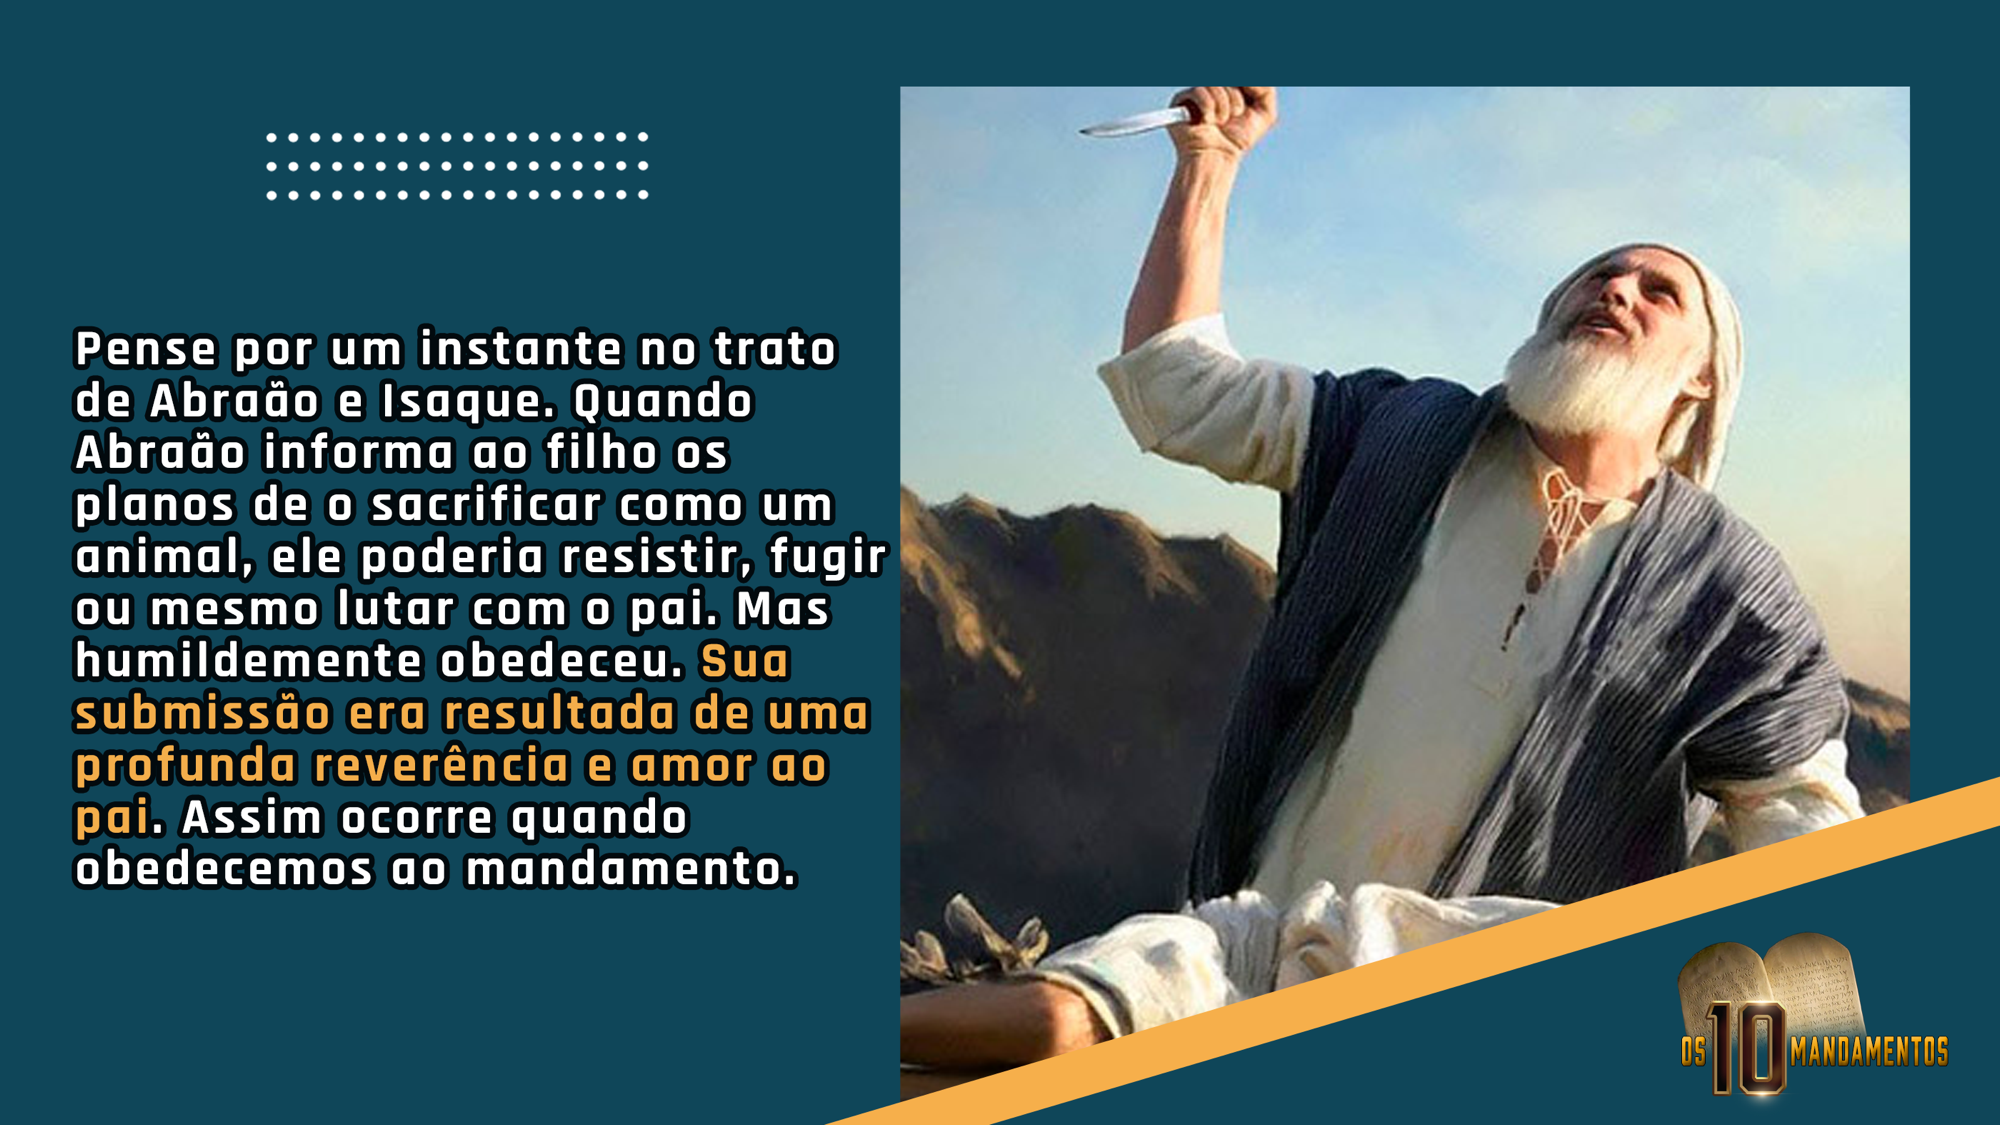 Pense por um instante no trato
de Abraão e Isaque. Quando
Abraão informa ao filho os
planos de o sacrificar como um
animal, ele poderia resistir, fugir
ou mesmo lutar com o pai. Mas
humildemente obedeceu. Sua
submissão era resultada de uma
profunda reverência e amor ao
pai. Assim ocorre quando
obedecemos ao mandamento.
OS 10 MANDAMENTOS